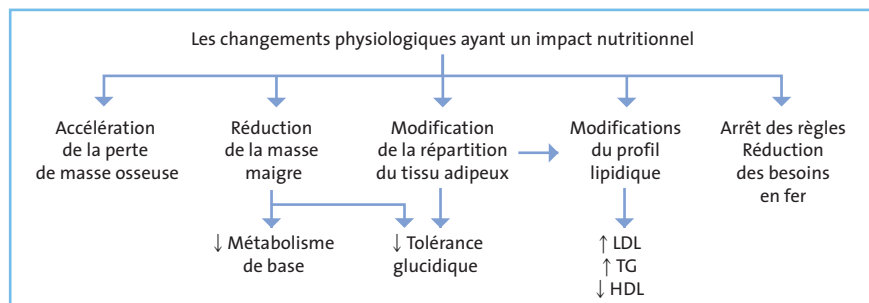 Les changements physiologiques ayant un impact nutritionnel
Accélération
de la perte
de masse osseuse
Réduction
de la masse
maigre
Modification
de la répartition
du tissu adipeux
Modifications
du profil
lipidique
Arrêt des règles
Réduction
des besoins
en fer
↓ Métabolisme
de base
↓ Tolérance
glucidique
↑ LDL
↑ TG
↓ HDL